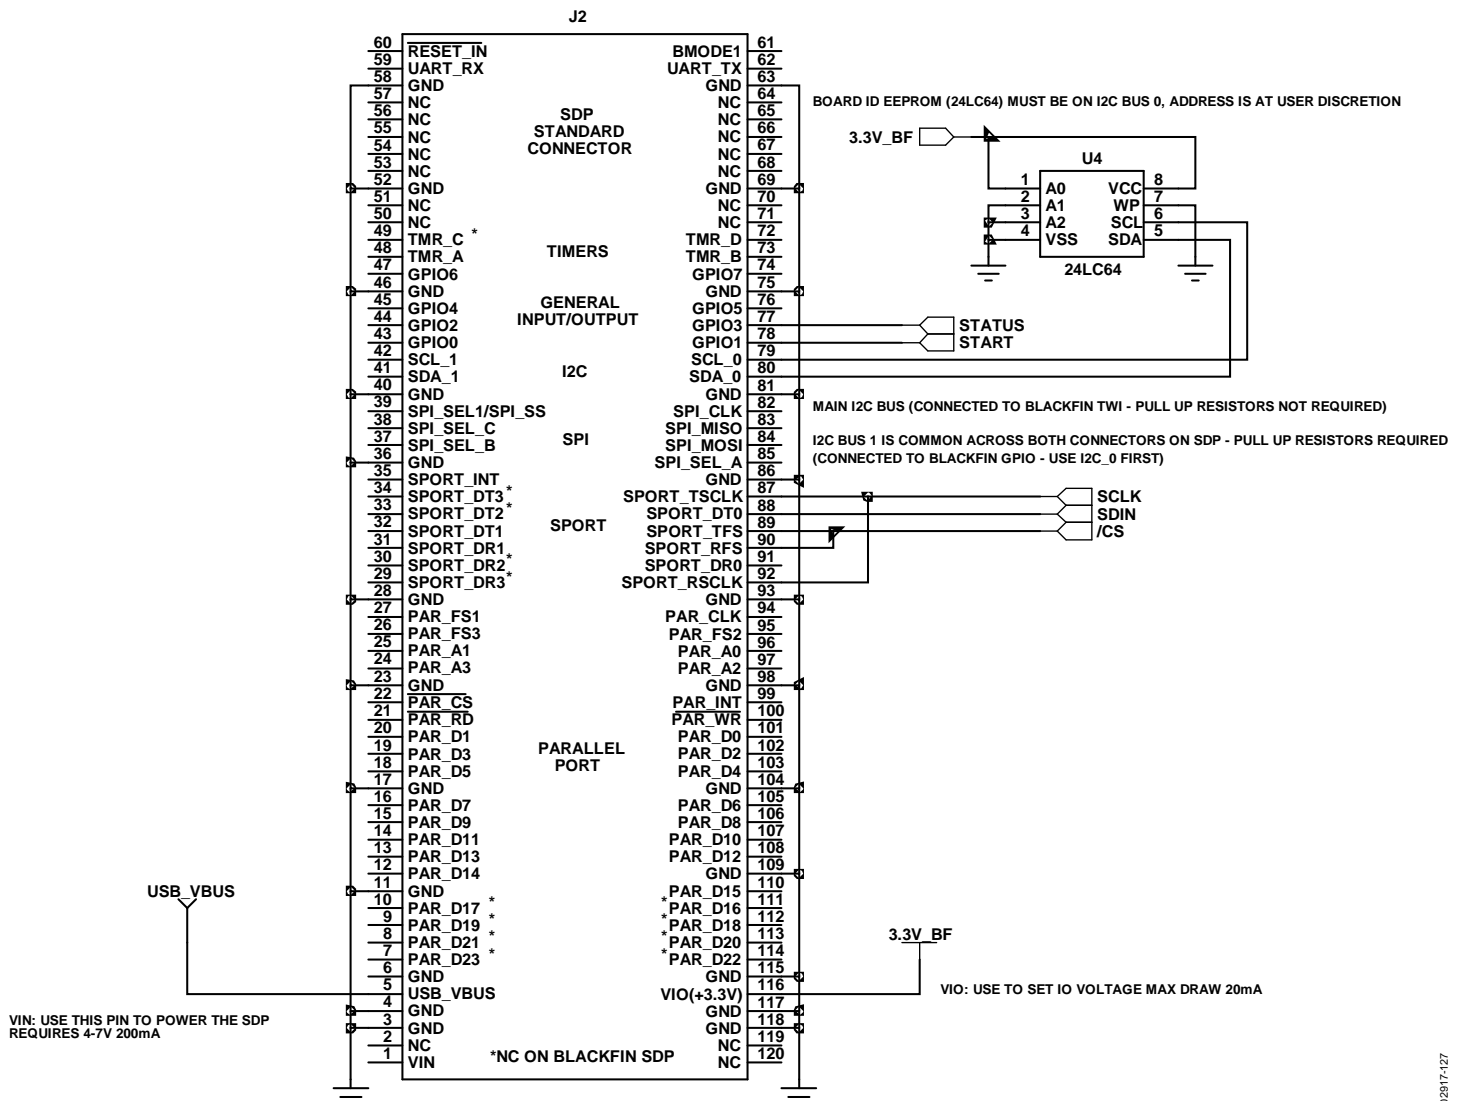 J2
60 RESET_IN BMODE1 61
59 UART_RX UART_TX 62
58 GND GND 63
57 NC NC 64
56 NC NC 65
55 NC NC 66
54 NC NC 67
53 NC NC 68
52 GND GND 69
51 NC NC 70
50 NC NC 71
49 TMR_C * TMR_D 72
48 TMR_A TMR_B 73
47 GPIO6 GPIO7 74
46 GND GND 75
45 GPIO4 GPIO5 76
44 GPIO2 GPIO3 77
43 GPIO0 GPIO1 78
42 SCL_1 SCL_0 79
41 SDA_1 SDA_0 80
40 GND GND 81
39 SPI_SEL1/SPI_SS SPI_CLK 82
38 SPI_SEL_C SPI_MISO 83
37 SPI_SEL_B SPI_MOSI 84
36 GND SPI_SEL_A 85
35 SPORT_INT GND 86
34 SPORT_DT3 * SPORT_TSCLK 87
33 SPORT_DT2 * SPORT_DT0 88
32 SPORT_DT1 SPORT_TFS 89
31 SPORT_DR1 SPORT_RFS 90
30 SPORT_DR2 * SPORT_DR0 91
29 SPORT_DR3 * SPORT_RSCLK 92
28 GND GND 93
27 PAR_FS1 PAR_CLK 94
26 PAR_FS3 PAR_FS2 95
25 PAR_A1 PAR_A0 96
24 PAR_A3 PAR_A2 97
23 GND GND 98
22 PAR_CS PAR_INT 99
21 PAR_RD PAR_WR 100
20 PAR_D1 PAR_D0 101
19 PAR_D3 PAR_D2 102
18 PAR_D5 PAR_D4 103
17 GND GND 104
16 PAR_D7 PAR_D6 105
15 PAR_D9 PAR_D8 106
14 PAR_D11 PAR_D10 107
13 PAR_D13 PAR_D12 108
12 PAR_D14 GND 109
11 GND PAR_D15 110
10 PAR_D17 * * PAR_D16 111
9 PAR_D19 * * PAR_D18 112
8 PAR_D21 * * PAR_D20 113
7 PAR_D23 * * PAR_D22 114
6 GND GND 115
5 USB_VBUS VIO(+3.3V) 116
4 GND GND 117
3 GND GND 118
2 NC NC 119
1 VIN NC 120
SDP
STANDARD
CONNECTOR
TIMERS
GENERAL
INPUT/OUTPUT
I2C
SPI
SPORT
PARALLEL
PORT
*NC ON BLACKFIN SDP
USB_VBUS
VIN: USE THIS PIN TO POWER THE SDP
REQUIRES 4-7V 200mA
BOARD ID EEPROM (24LC64) MUST BE ON I2C BUS 0, ADDRESS IS AT USER DISCRETION
3.3V_BF
U4
1 A0 VCC 8
2 A1 WP 7
3 A2 SCL 6
4 VSS SDA 5
24LC64
STATUS
START
MAIN I2C BUS (CONNECTED TO BLACKFIN TWI - PULL UP RESISTORS NOT REQUIRED)
I2C BUS 1 IS COMMON ACROSS BOTH CONNECTORS ON SDP - PULL UP RESISTORS REQUIRED
(CONNECTED TO BLACKFIN GPIO - USE I2C_0 FIRST)
SCLK
SDIN
/CS
3.3V_BF
VIO: USE TO SET IO VOLTAGE MAX DRAW 20mA
02917-127